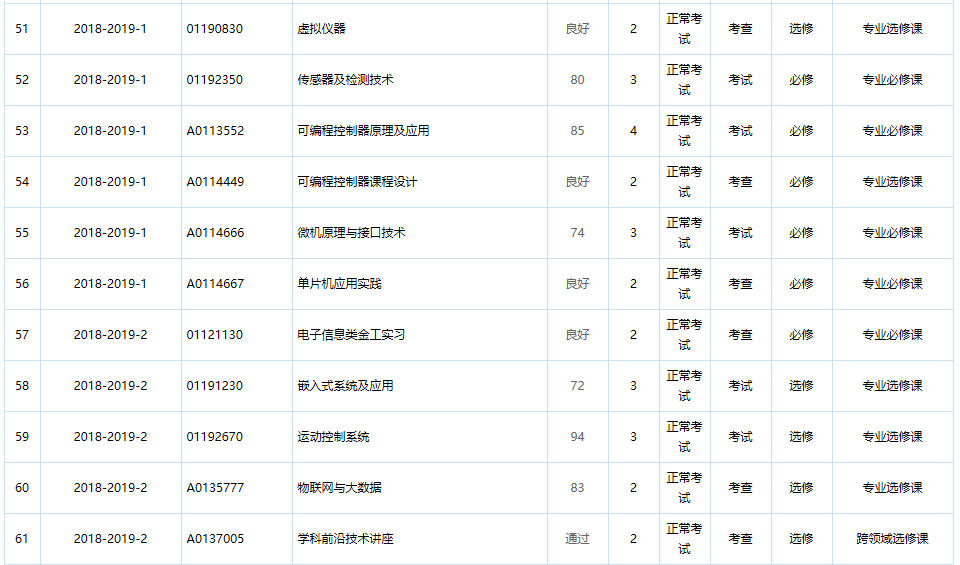 51 2018-2019-1 01190830 虚拟仪器 良好 2 正常考试 考查 选修 专业选修课
52 2018-2019-1 01192350 传感器及检测技术 80 3 正常考试 考试 必修 专业必修课
53 2018-2019-1 A0113552 可编程控制器原理及应用 85 4 正常考试 考试 必修 专业必修课
54 2018-2019-1 A0114449 可编程控制器课程设计 良好 2 正常考试 考查 必修 专业选修课
55 2018-2019-1 A0114666 微机原理与接口技术 74 3 正常考试 考试 必修 专业必修课
56 2018-2019-1 A0114667 单片机应用实践 良好 2 正常考试 考查 必修 专业必修课
57 2018-2019-2 01121130 电子信息类金工实习 良好 2 正常考试 考查 必修 专业必修课
58 2018-2019-2 01191230 嵌入式系统及应用 72 3 正常考试 考试 选修 专业选修课
59 2018-2019-2 01192670 运动控制系统 94 3 正常考试 考试 选修 专业选修课
60 2018-2019-2 A0135777 物联网与大数据 83 2 正常考试 考查 选修 专业选修课
61 2018-2019-2 A0137005 学科前沿技术讲座 通过 2 正常考试 考查 选修 跨领域选修课